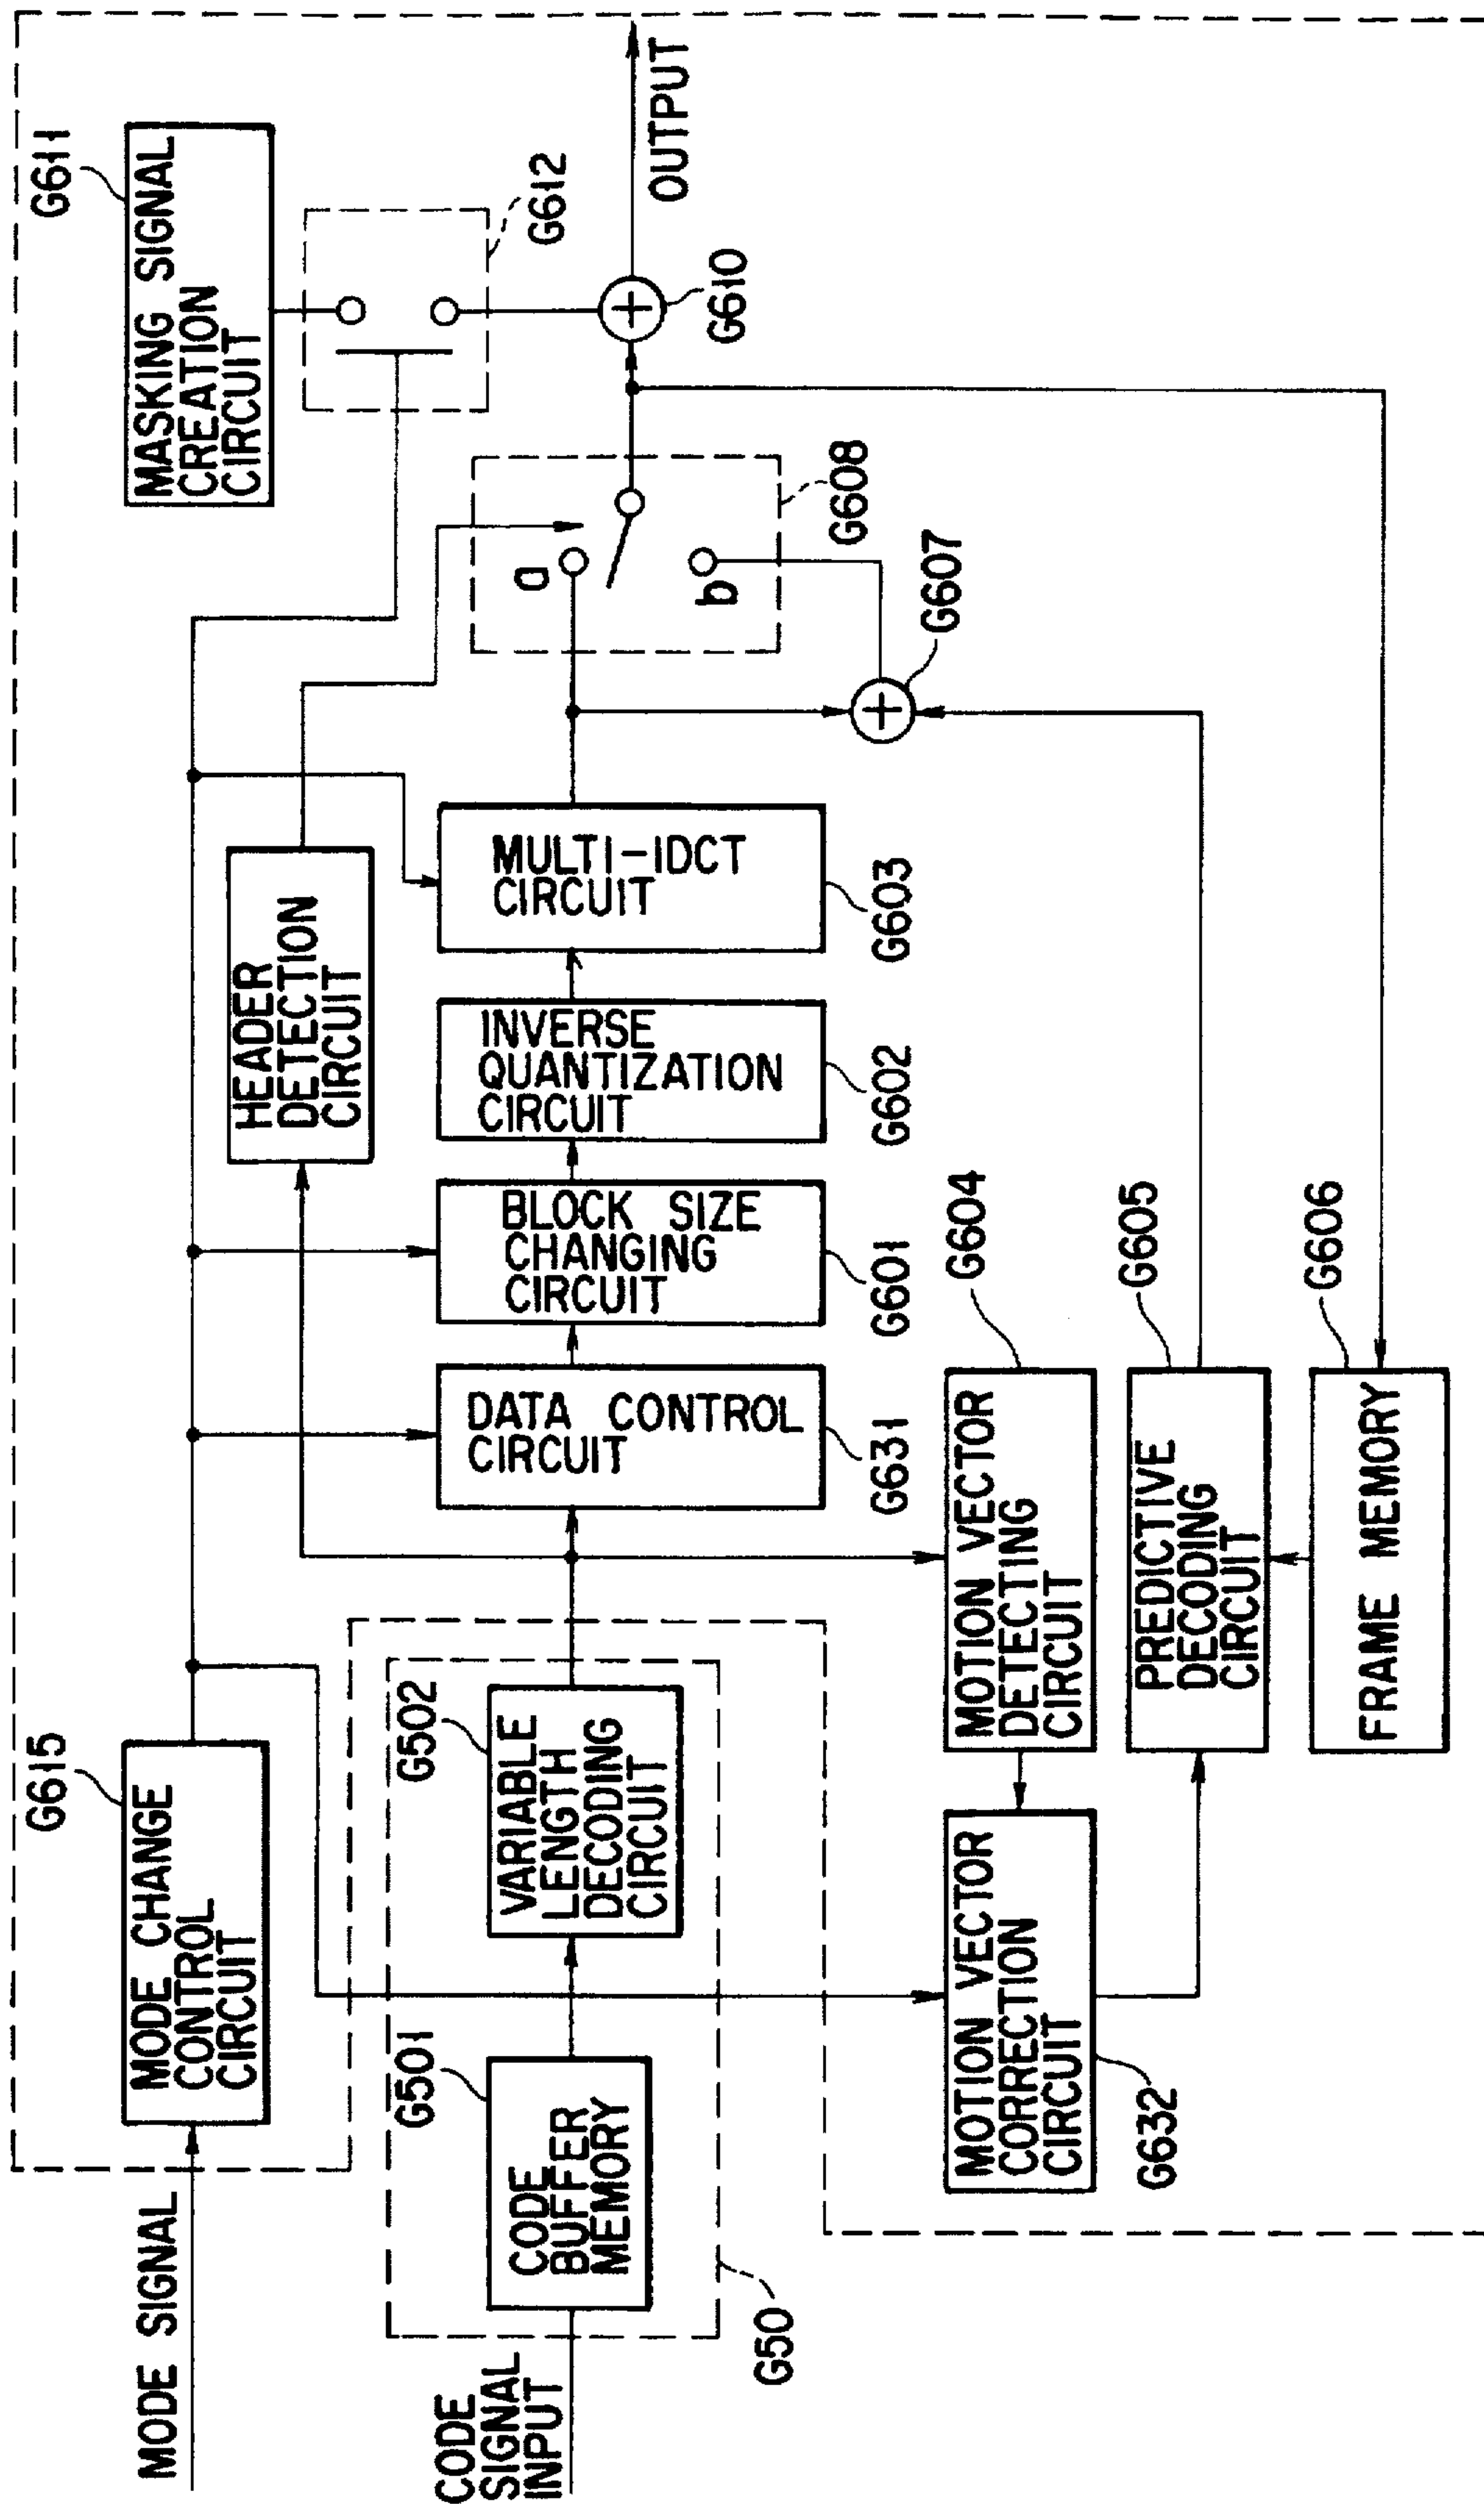 MODE SIGNAL
G615
MODE CHANGE
CONTROL
CIRCUIT
G611
MASKING SIGNAL
CREATION
CIRCUIT
G612
HEADER
DETECTION
CIRCUIT
CODE
SIGNAL
INPUT
G501
CODE
BUFFER
MEMORY
G50
G502
VARIABLE
LENGTH
DECODING
CIRCUIT
DATA CONTROL
CIRCUIT
G631
BLOCK SIZE
CHANGING
CIRCUIT
G601
INVERSE
QUANTIZATION
CIRCUIT
G602
MULTI-IDCT
CIRCUIT
G603
a
b
G608
G607
G610
OUTPUT
MOTION VECTOR
CORRECTION
CIRCUIT
G632
MOTION VECTOR
DETECTING
CIRCUIT
G604
PREDICTIVE
DECODING
CIRCUIT
G605
FRAME MEMORY
G606